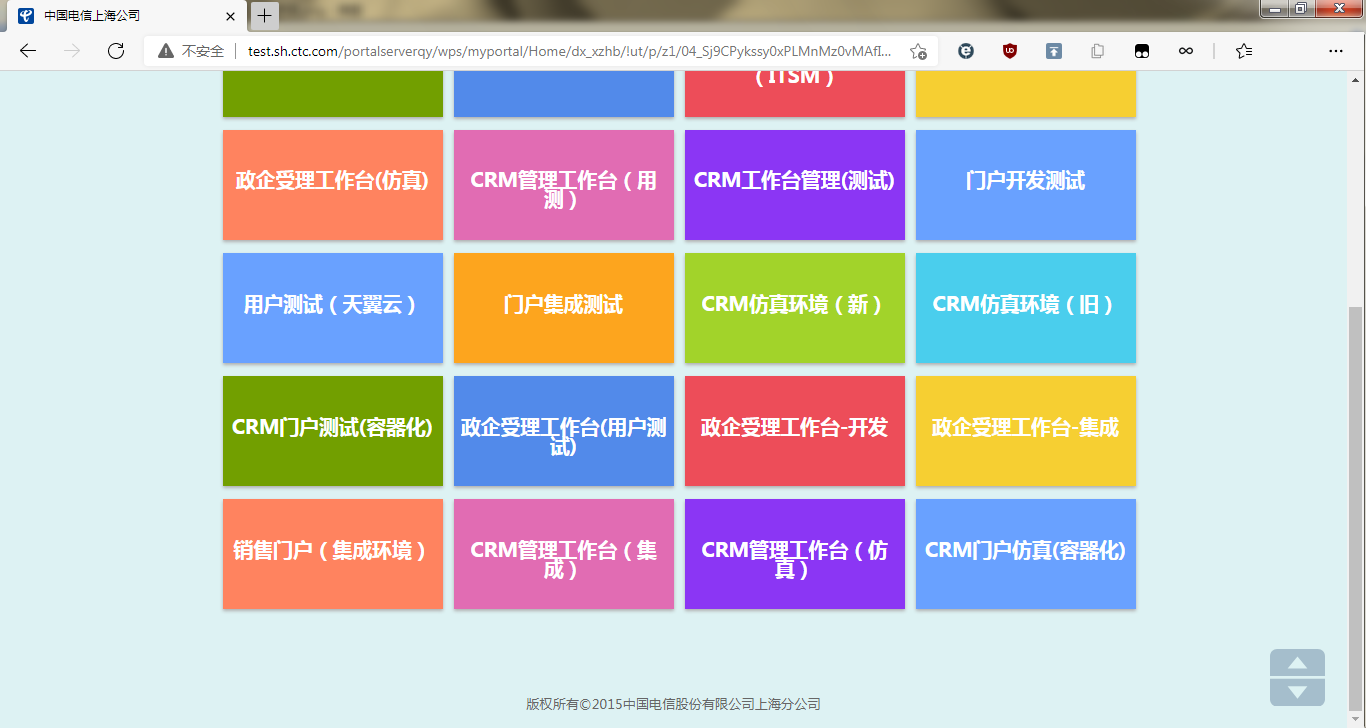 中国电信上海公司
不安全 test.sh.ctc.com/portalserverqy/wps/myportal/Home/dx_xzhb/!ut/p/z1/04_Sj9CPykssy0xPLMnMz0vMAfI...
（ITSM）
政企受理工作台(仿真)
CRM管理工作台（用
测）
CRM工作台管理(测试)
门户开发测试
用户测试（天翼云）
门户集成测试
CRM仿真环境（新）
CRM仿真环境（旧）
CRM门户测试(容器化)
政企受理工作台(用户测
试)
政企受理工作台-开发
政企受理工作台-集成
销售门户（集成环境）
CRM管理工作台（集
成）
CRM管理工作台（仿
真）
CRM门户仿真(容器化)
版权所有©2015中国电信股份有限公司上海分公司